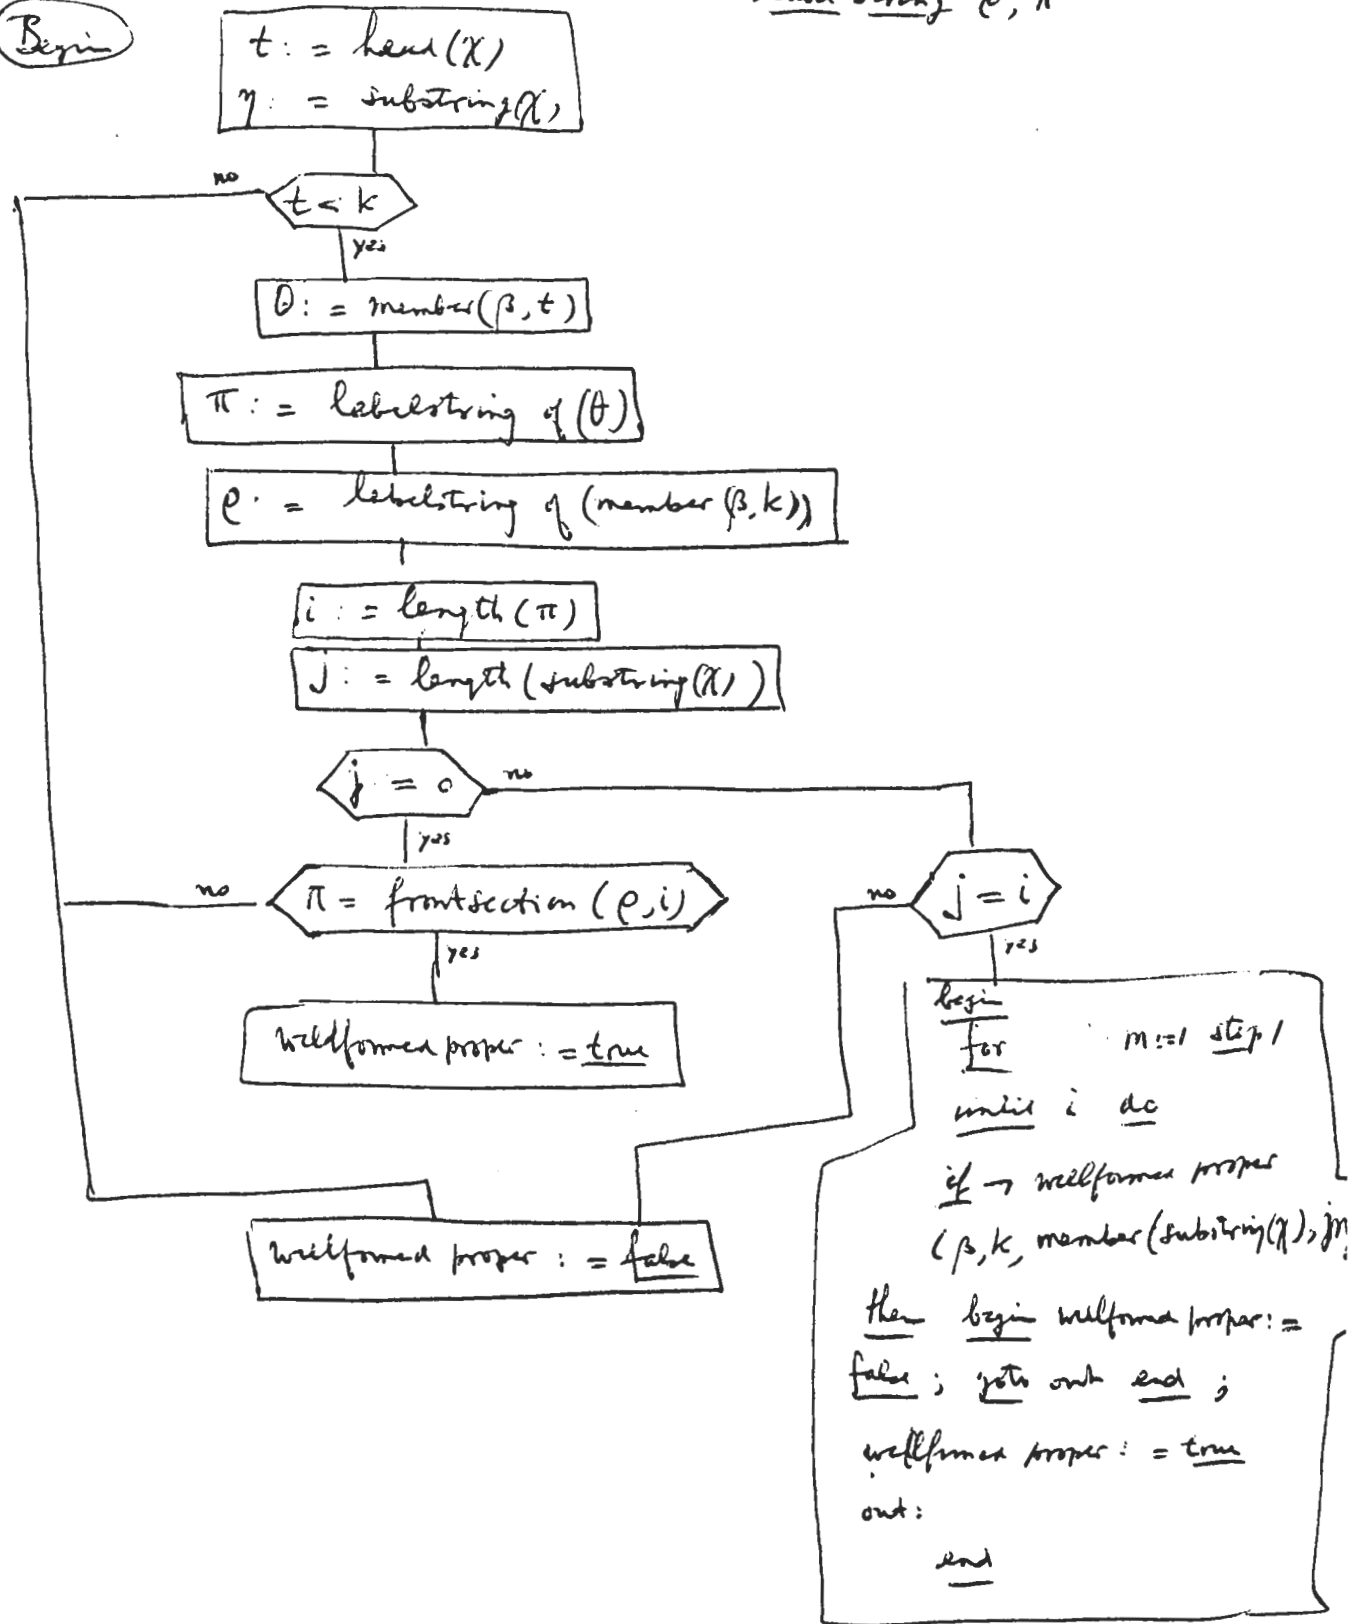 string ρ, π
Begin
t := head(χ)
η := substring(χ)
no
t < k
yes
θ := member(β, t)
π := labelstring of (θ)
ρ := labelstring of (member(β, k))
i := length(π)
j := length(substring(χ))
j = 0
no
yes
no
π = frontsection (ρ, i)
no
j = i
yes
yes
begin
for m:=1 step 1
until i do
if ¬ wellformed proper
(β, k, member(substring(χ), m
then begin wellformed proper :=
false ; goto out end ;
wellformed proper := true
out :
end
wellformed proper := true
wellformed proper := false